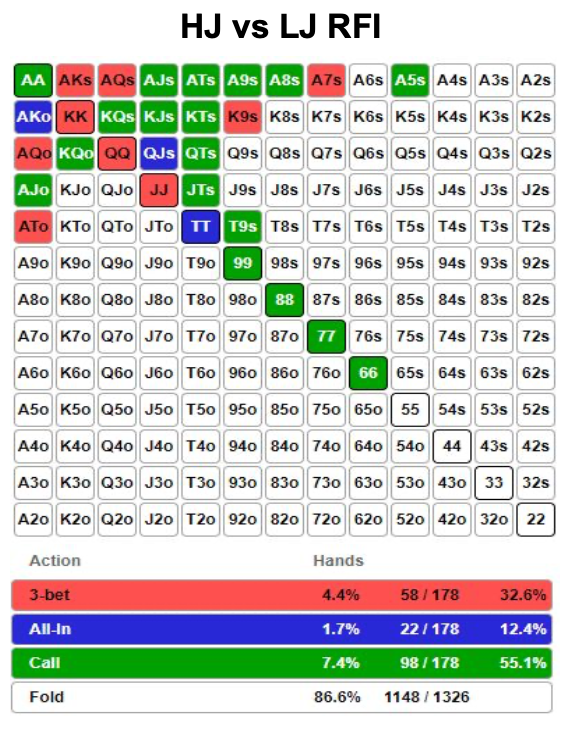 HJ vs LJ RFI
AA AKs AQs AJs ATs A9s A8s A7s A6s A5s A4s A3s A2s
AKo KK KQs KJs KTs K9s K8s K7s K6s K5s K4s K3s K2s
AQo KQo QQ QJs QTs Q9s Q8s Q7s Q6s Q5s Q4s Q3s Q2s
AJo KJo QJo JJ JTs J9s J8s J7s J6s J5s J4s J3s J2s
ATo KTo QTo JTo TT T9s T8s T7s T6s T5s T4s T3s T2s
A9o K9o Q9o J9o T9o 99 98s 97s 96s 95s 94s 93s 92s
A8o K8o Q8o J8o T8o 98o 88 87s 86s 85s 84s 83s 82s
A7o K7o Q7o J7o T7o 97o 87o 77 76s 75s 74s 73s 72s
A6o K6o Q6o J6o T6o 96o 86o 76o 66 65s 64s 63s 62s
A5o K5o Q5o J5o T5o 95o 85o 75o 65o 55 54s 53s 52s
A4o K4o Q4o J4o T4o 94o 84o 74o 64o 54o 44 43s 42s
A3o K3o Q3o J3o T3o 93o 83o 73o 63o 53o 43o 33 32s
A2o K2o Q2o J2o T2o 92o 82o 72o 62o 52o 42o 32o 22
Action Hands
3-bet 4.4% 58 / 178 32.6%
All-In 1.7% 22 / 178 12.4%
Call 7.4% 98 / 178 55.1%
Fold 86.6% 1148 / 1326